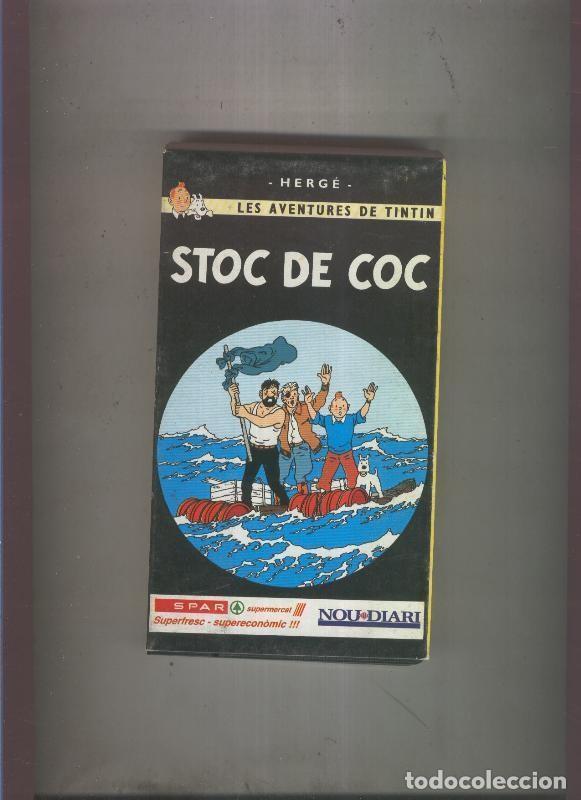 - HERGÉ -
LES AVENTURES DE TINTIN
STOC DE COC
SPAR supermercat
Superfresc - supereconòmic !!!
NOU DIARI
todocoleccion